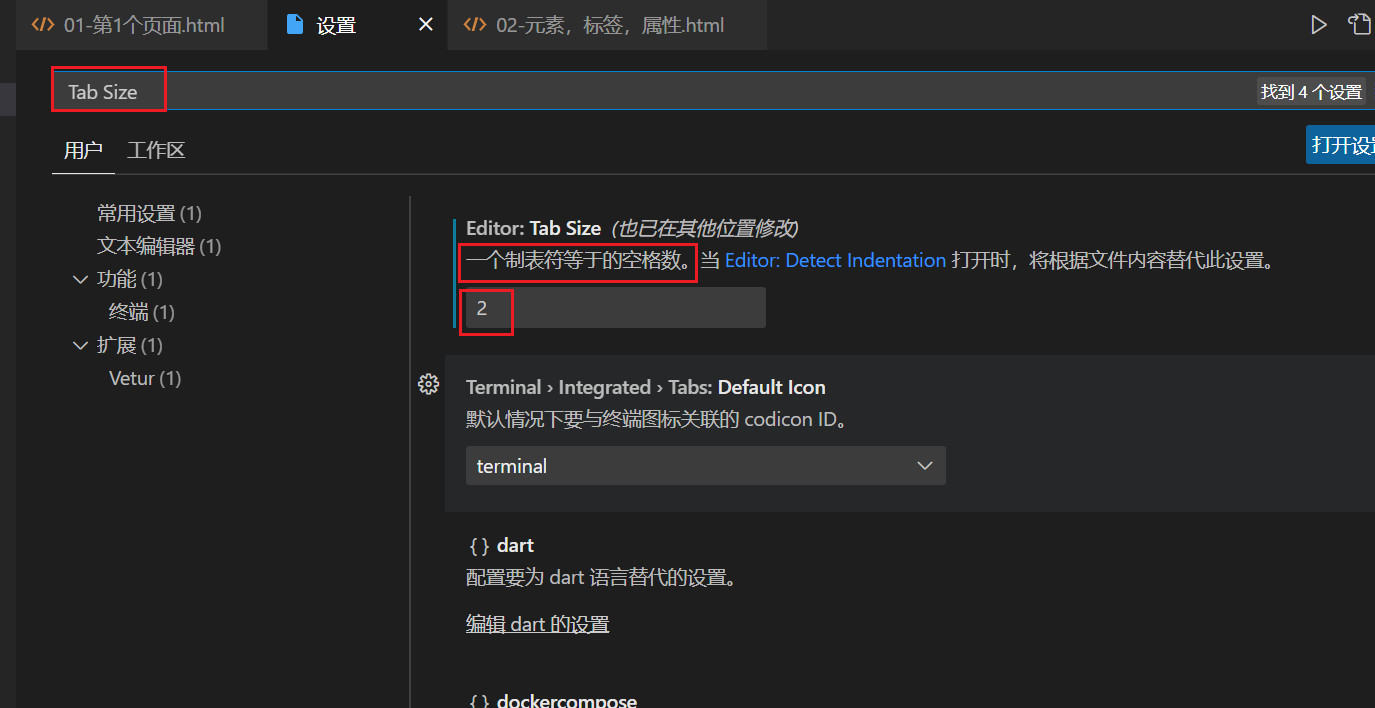 01-第1个页面.html
设置
02-元素，标签，属性.html
Tab Size
找到 4 个设置
用户
工作区
打开设
常用设置 (1)
文本编辑器 (1)
功能 (1)
终端 (1)
扩展 (1)
Vetur (1)
Editor: Tab Size (也已在其他位置修改)
一个制表符等于的空格数。当 Editor: Detect Indentation 打开时，将根据文件内容替代此设置。
2
Terminal › Integrated › Tabs: Default Icon
默认情况下要与终端图标关联的 codicon ID。
terminal
{} dart
配置要为 dart 语言替代的设置。
编辑 dart 的设置
{} dockercompose